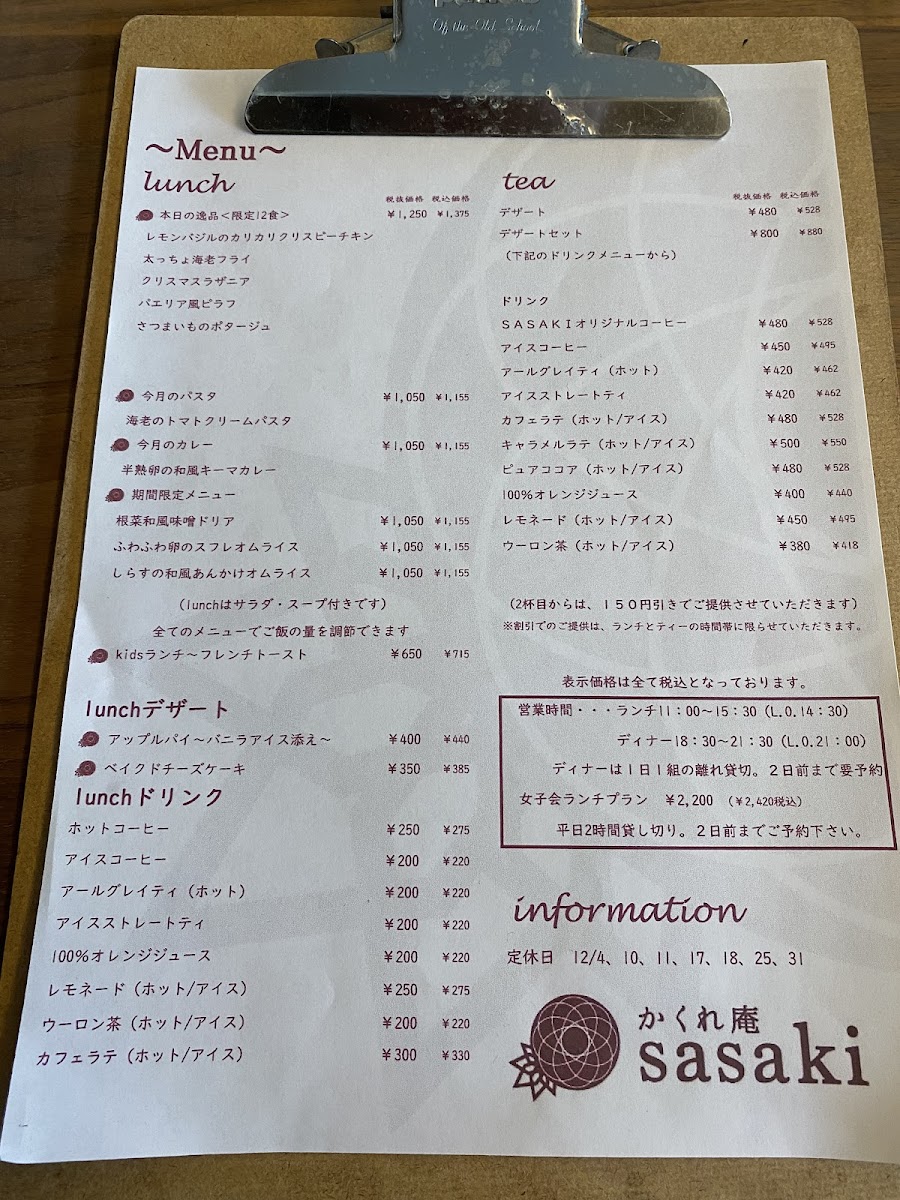 Off the Old School
～Menu～
lunch
税抜価格 税込価格
本日の逸品＜限定12食＞ ￥1,250 ￥1,375
レモンバジルのカリカリクリスピーチキン
太っちょ海老フライ
クリスマスラザニア
パエリア風ピラフ
さつまいものポタージュ
今月のパスタ ￥1,050 ￥1,155
海老のトマトクリームパスタ
今月のカレー ￥1,050 ￥1,155
半熟卵の和風キーマカレー
期間限定メニュー
根菜和風味噌ドリア ￥1,050 ￥1,155
ふわふわ卵のスフレオムライス ￥1,050 ￥1,155
しらすの和風あんかけオムライス ￥1,050 ￥1,155
（lunchはサラダ・スープ付きです）
全てのメニューでご飯の量を調節できます
kidsランチ～フレンチトースト ￥650 ￥715
lunchデザート
アップルパイ～バニラアイス添え～ ￥400 ￥440
ベイクドチーズケーキ ￥350 ￥385
lunchドリンク
ホットコーヒー ￥250 ￥275
アイスコーヒー ￥200 ￥220
アールグレイティ（ホット） ￥200 ￥220
アイスストレートティ ￥200 ￥220
100％オレンジジュース ￥200 ￥220
レモネード（ホット/アイス） ￥250 ￥275
ウーロン茶（ホット/アイス） ￥200 ￥220
カフェラテ（ホット/アイス） ￥300 ￥330
tea
税抜価格 税込価格
デザート ￥480 ￥528
デザートセット ￥800 ￥880
（下記のドリンクメニューから）
ドリンク
ＳＡＳＡＫＩオリジナルコーヒー ￥480 ￥528
アイスコーヒー ￥450 ￥495
アールグレイティ（ホット） ￥420 ￥462
アイスストレートティ ￥420 ￥462
カフェラテ（ホット/アイス） ￥480 ￥528
キャラメルラテ（ホット/アイス） ￥500 ￥550
ピュアココア（ホット/アイス） ￥480 ￥528
100％オレンジジュース ￥400 ￥440
レモネード（ホット/アイス） ￥450 ￥495
ウーロン茶（ホット/アイス） ￥380 ￥418
（2杯目からは、１５０円引きでご提供させていただきます）
※割引でのご提供は、ランチとティーの時間帯に限らせていただきます。
表示価格は全て税込となっております。
営業時間・・・ランチ11：00～15：30（L.O.14：30）
ディナー18：30～21：30（L.O.21：00）
ディナーは１日１組の離れ貸切。２日前まで要予約
女子会ランチプラン ￥2,200 （￥2,420税込）
平日2時間貸し切り。２日前までご予約下さい。
information
定休日 12/4、10、11、17、18、25、31
かくれ庵
sasaki